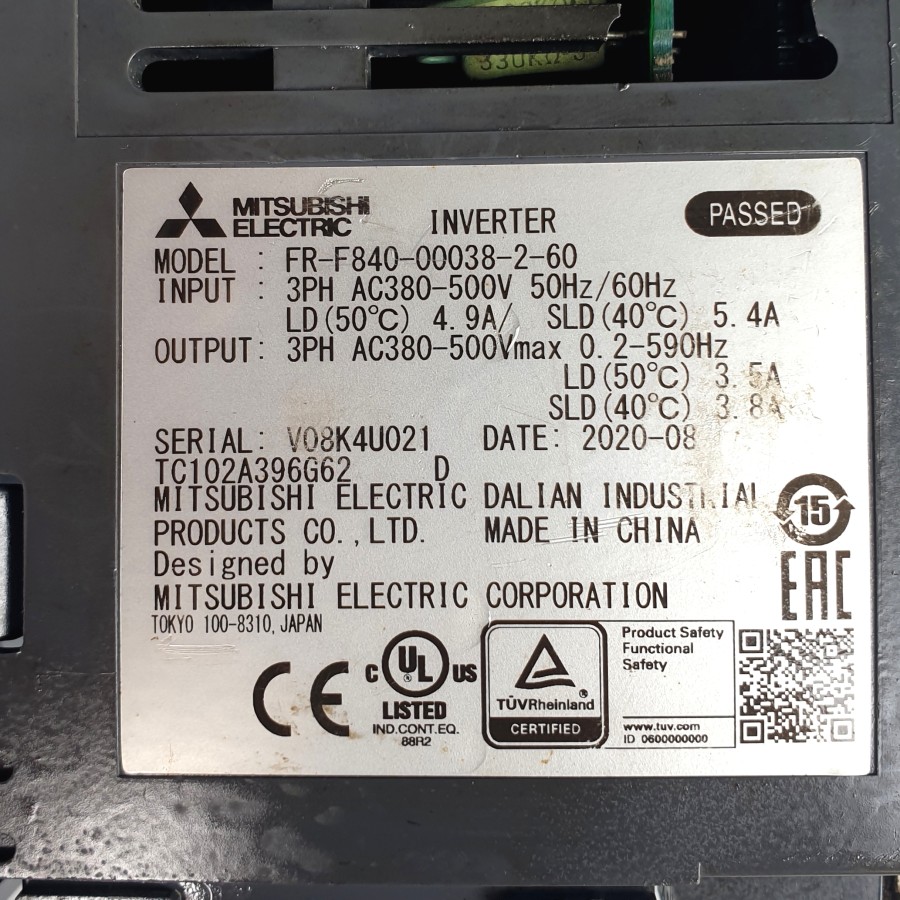 330KΩ J
MITSUBISHI
ELECTRIC
INVERTER
PASSED
MODEL : FR-F840-00038-2-60
INPUT : 3PH AC380-500V 50Hz/60Hz
LD(50℃) 4.9A/ SLD(40℃) 5.4A
OUTPUT: 3PH AC380-500Vmax 0.2-590Hz
LD(50℃) 3.5A
SLD(40℃) 3.8A
SERIAL: V08K4U021 DATE: 2020-08
TC102A396G62 D
MITSUBISHI ELECTRIC DALIAN INDUSTRIAL
PRODUCTS CO.,LTD. MADE IN CHINA
15
Designed by
EAC
MITSUBISHI ELECTRIC CORPORATION
TOKYO 100-8310, JAPAN
CE
C UL US
LISTED
IND.CONT.EQ.
88R2
TÜVRheinland®
CERTIFIED
Product Safety
Functional
Safety
www.tuv.com
ID 0600000000